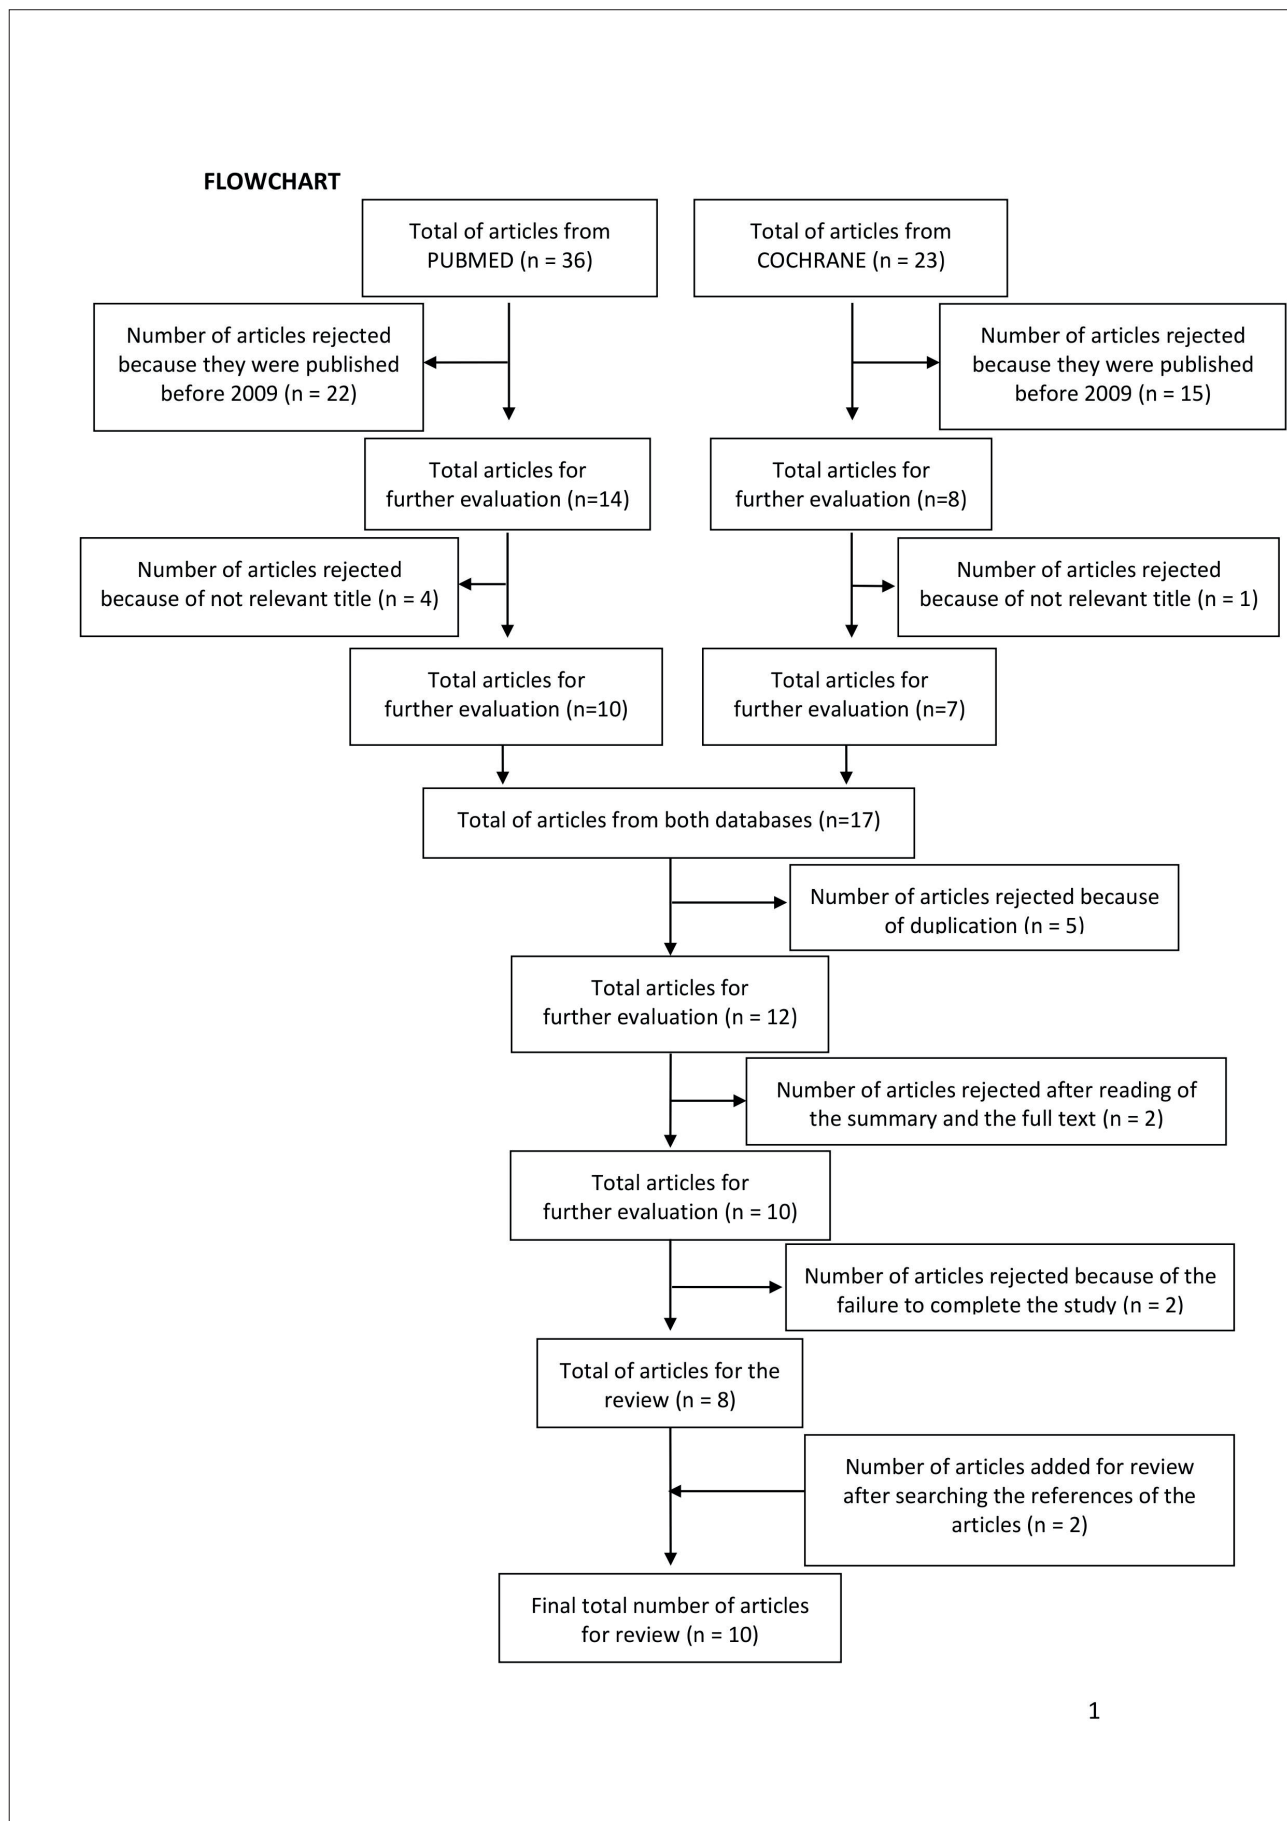 FLOWCHART
Total of articles from
PUBMED (n = 36)
Total of articles from
COCHRANE (n = 23)
Number of articles rejected
because they were published
before 2009 (n = 22)
Number of articles rejected
because they were published
before 2009 (n = 15)
Total articles for
further evaluation (n=14)
Total articles for
further evaluation (n=8)
Number of articles rejected
because of not relevant title (n = 4)
Number of articles rejected
because of not relevant title (n = 1)
Total articles for
further evaluation (n=10)
Total articles for
further evaluation (n=7)
Total of articles from both databases (n=17)
Number of articles rejected because
of duplication (n = 5)
Total articles for
further evaluation (n = 12)
Number of articles rejected after reading of
the summary and the full text (n = 2)
Total articles for
further evaluation (n = 10)
Number of articles rejected because of the
failure to complete the study (n = 2)
Total of articles for the
review (n = 8)
Number of articles added for review
after searching the references of the
articles (n = 2)
Final total number of articles
for review (n = 10)
1